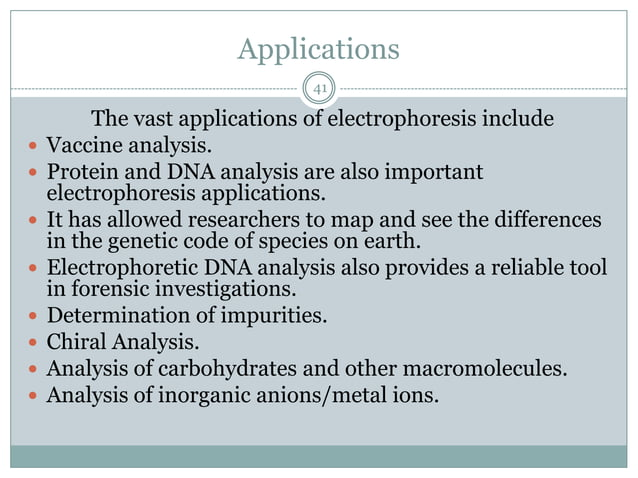 Applications
41
The vast applications of electrophoresis include
Vaccine analysis.
Protein and DNA analysis are also important
electrophoresis applications.
It has allowed researchers to map and see the differences
in the genetic code of species on earth.
Electrophoretic DNA analysis also provides a reliable tool
in forensic investigations.
Determination of impurities.
Chiral Analysis.
Analysis of carbohydrates and other macromolecules.
Analysis of inorganic anions/metal ions.